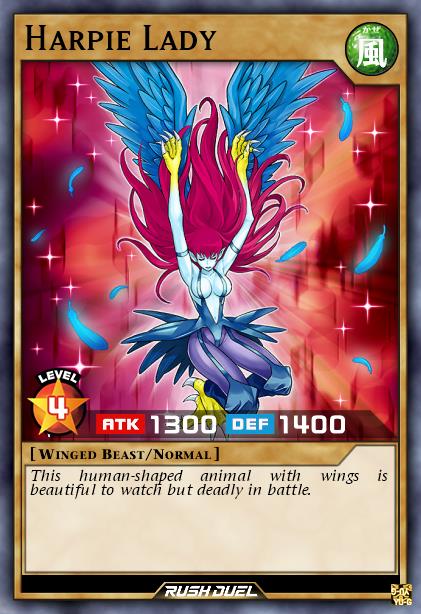 Harpie Lady
かぜ
風
LEVEL
4
ATK 1300 DEF 1400
[Winged Beast/Normal]
This human-shaped animal with wings is
beautiful to watch but deadly in battle.
RUSH DUEL